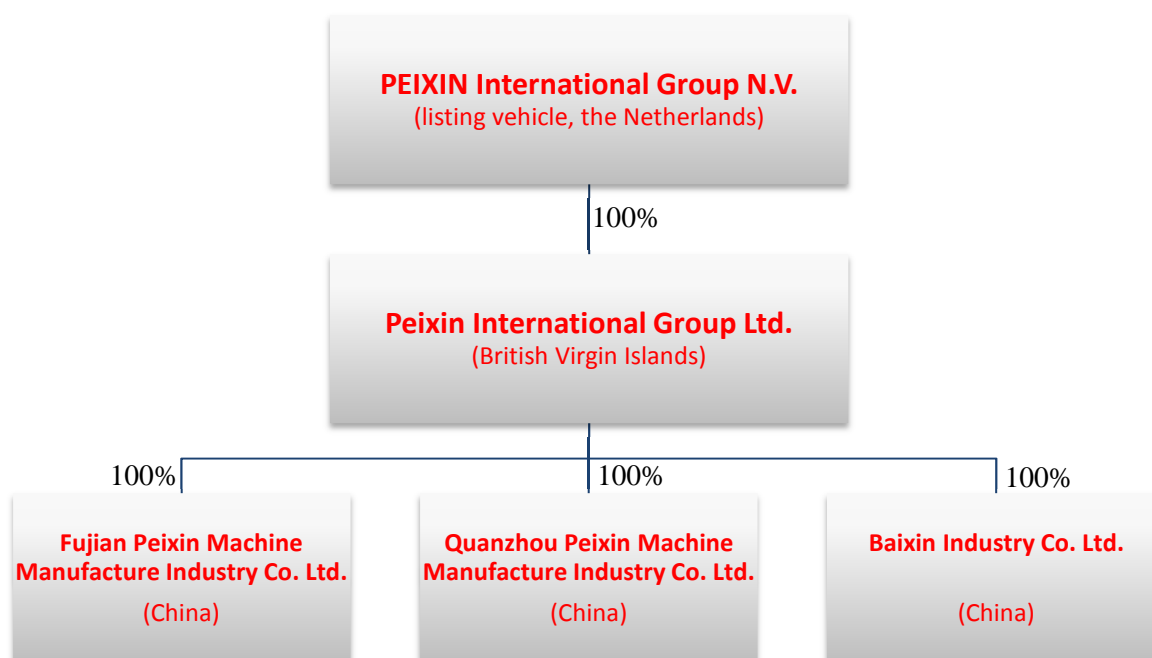 PEIXIN International Group N.V.
(listing vehicle, the Netherlands)
100%
Peixin International Group Ltd.
(British Virgin Islands)
100%
100%
100%
Fujian Peixin Machine
Manufacture Industry Co. Ltd.
(China)
Quanzhou Peixin Machine
Manufacture Industry Co. Ltd.
(China)
Baixin Industry Co. Ltd.
(China)